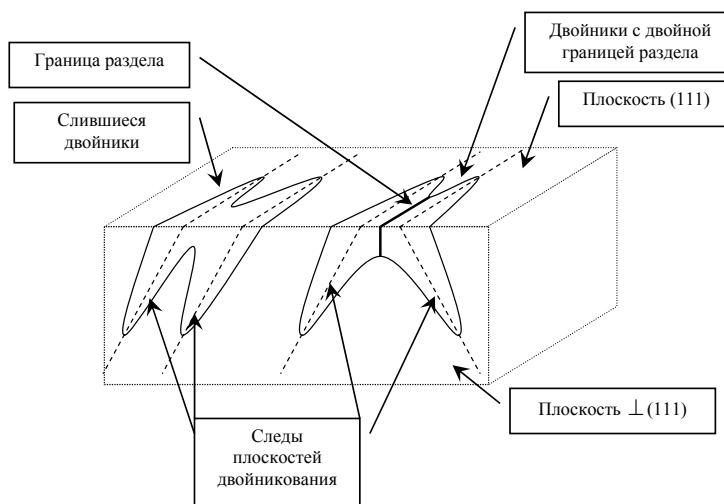 Двойники с двойной
границей раздела
Граница раздела
Плоскость (111)
Слившиеся
двойники
Плоскость ⊥ (111)
Следы
плоскостей
двойникования